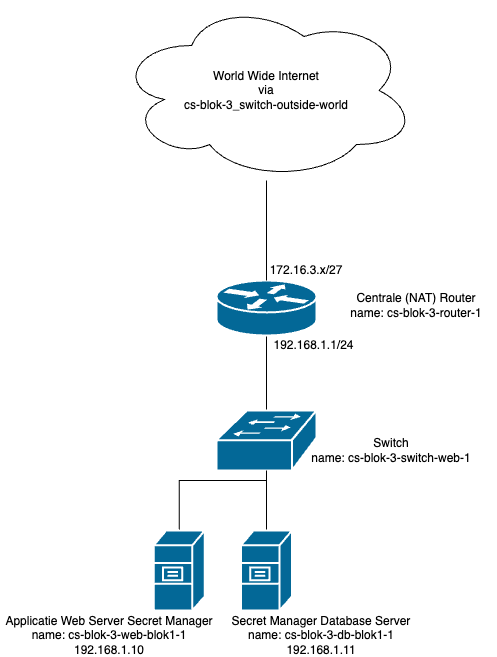 World Wide Internet
via
cs-blok-3_switch-outside-world
172.16.3.x/27
Centrale (NAT) Router
name: cs-blok-3-router-1
192.168.1.1/24
Switch
name: cs-blok-3-switch-web-1
Applicatie Web Server Secret Manager
name: cs-blok-3-web-blok1-1
192.168.1.10
Secret Manager Database Server
name: cs-blok-3-db-blok1-1
192.168.1.11